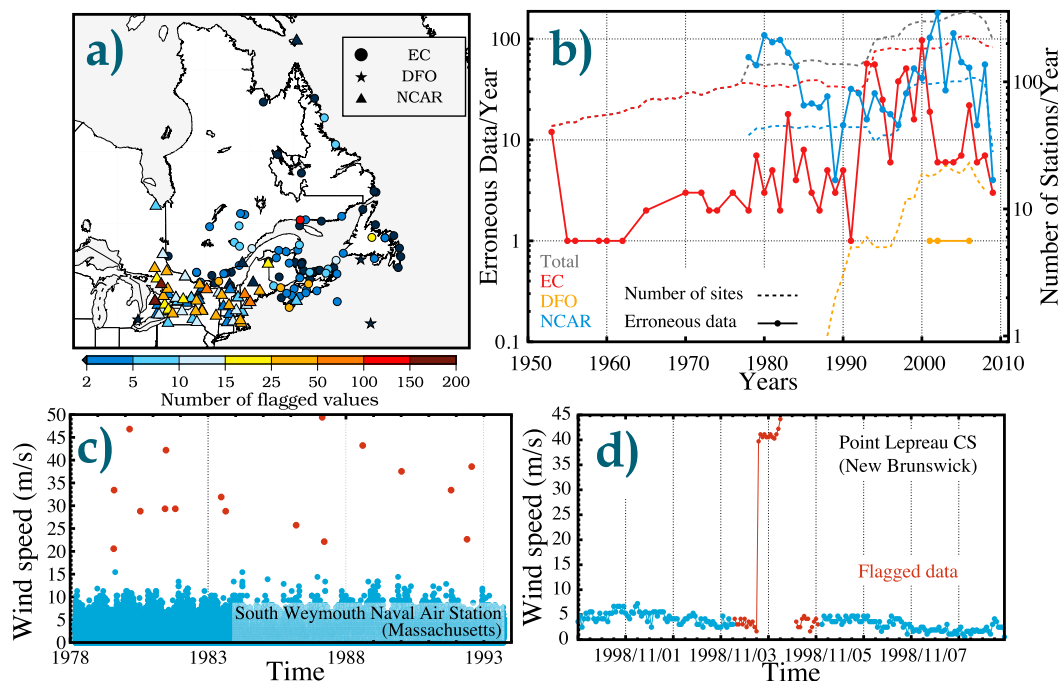 a)
EC
DFO
NCAR
2 5 10 15 25 50 100 150 200
Number of flagged values
b)
Erroneous Data/Year
100
10
1
0.1
Number of Stations/Year
100
10
1
Total
EC
DFO
NCAR
Number of sites
Erroneous data
1950 1960 1970 1980 1990 2000 2010
Years
c)
Wind speed (m/s)
50
45
40
35
30
25
20
15
10
5
0
South Weymouth Naval Air Station
(Massachusetts)
1978 1983 1988 1993
Time
d)
Wind speed (m/s)
45
40
35
30
25
20
15
10
5
0
Point Lepreau CS
(New Brunswick)
Flagged data
1998/11/01 1998/11/03 1998/11/05 1998/11/07
Time